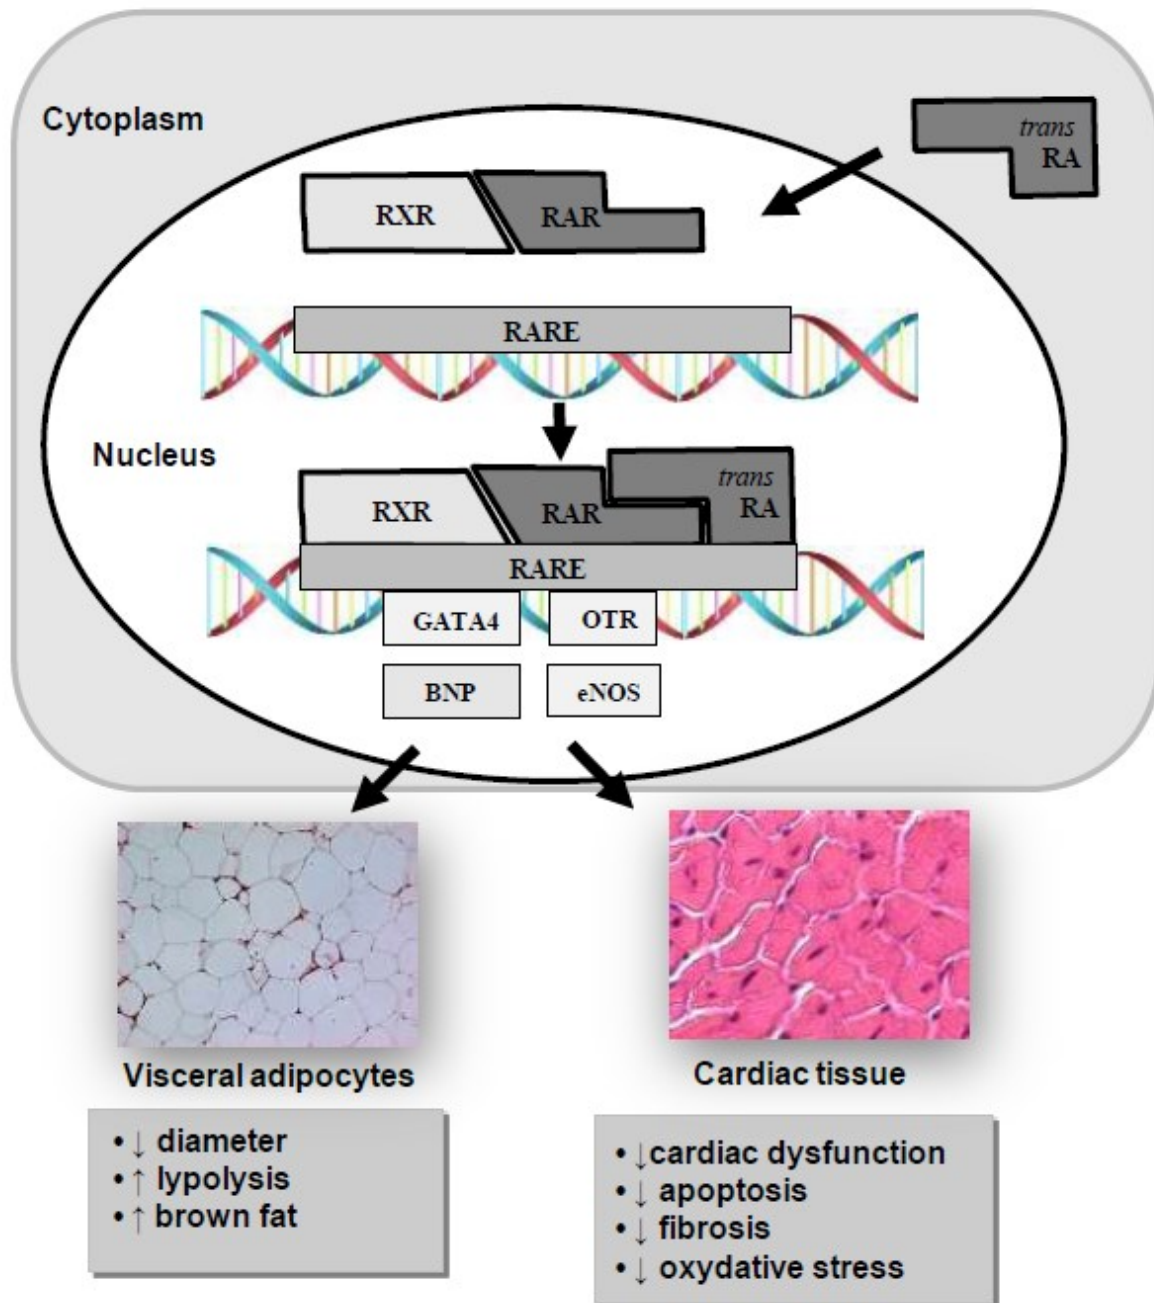 Cytoplasm
trans
RA
RXR
RAR
RARE
Nucleus
trans
RXR
RAR
RA
RARE
GATA4
OTR
BNP
eNOS
Visceral adipocytes
• ↓ diameter
• ↑ lypolysis
• ↑ brown fat
Cardiac tissue
• ↓cardiac dysfunction
• ↓ apoptosis
• ↓ fibrosis
• ↓ oxydative stress